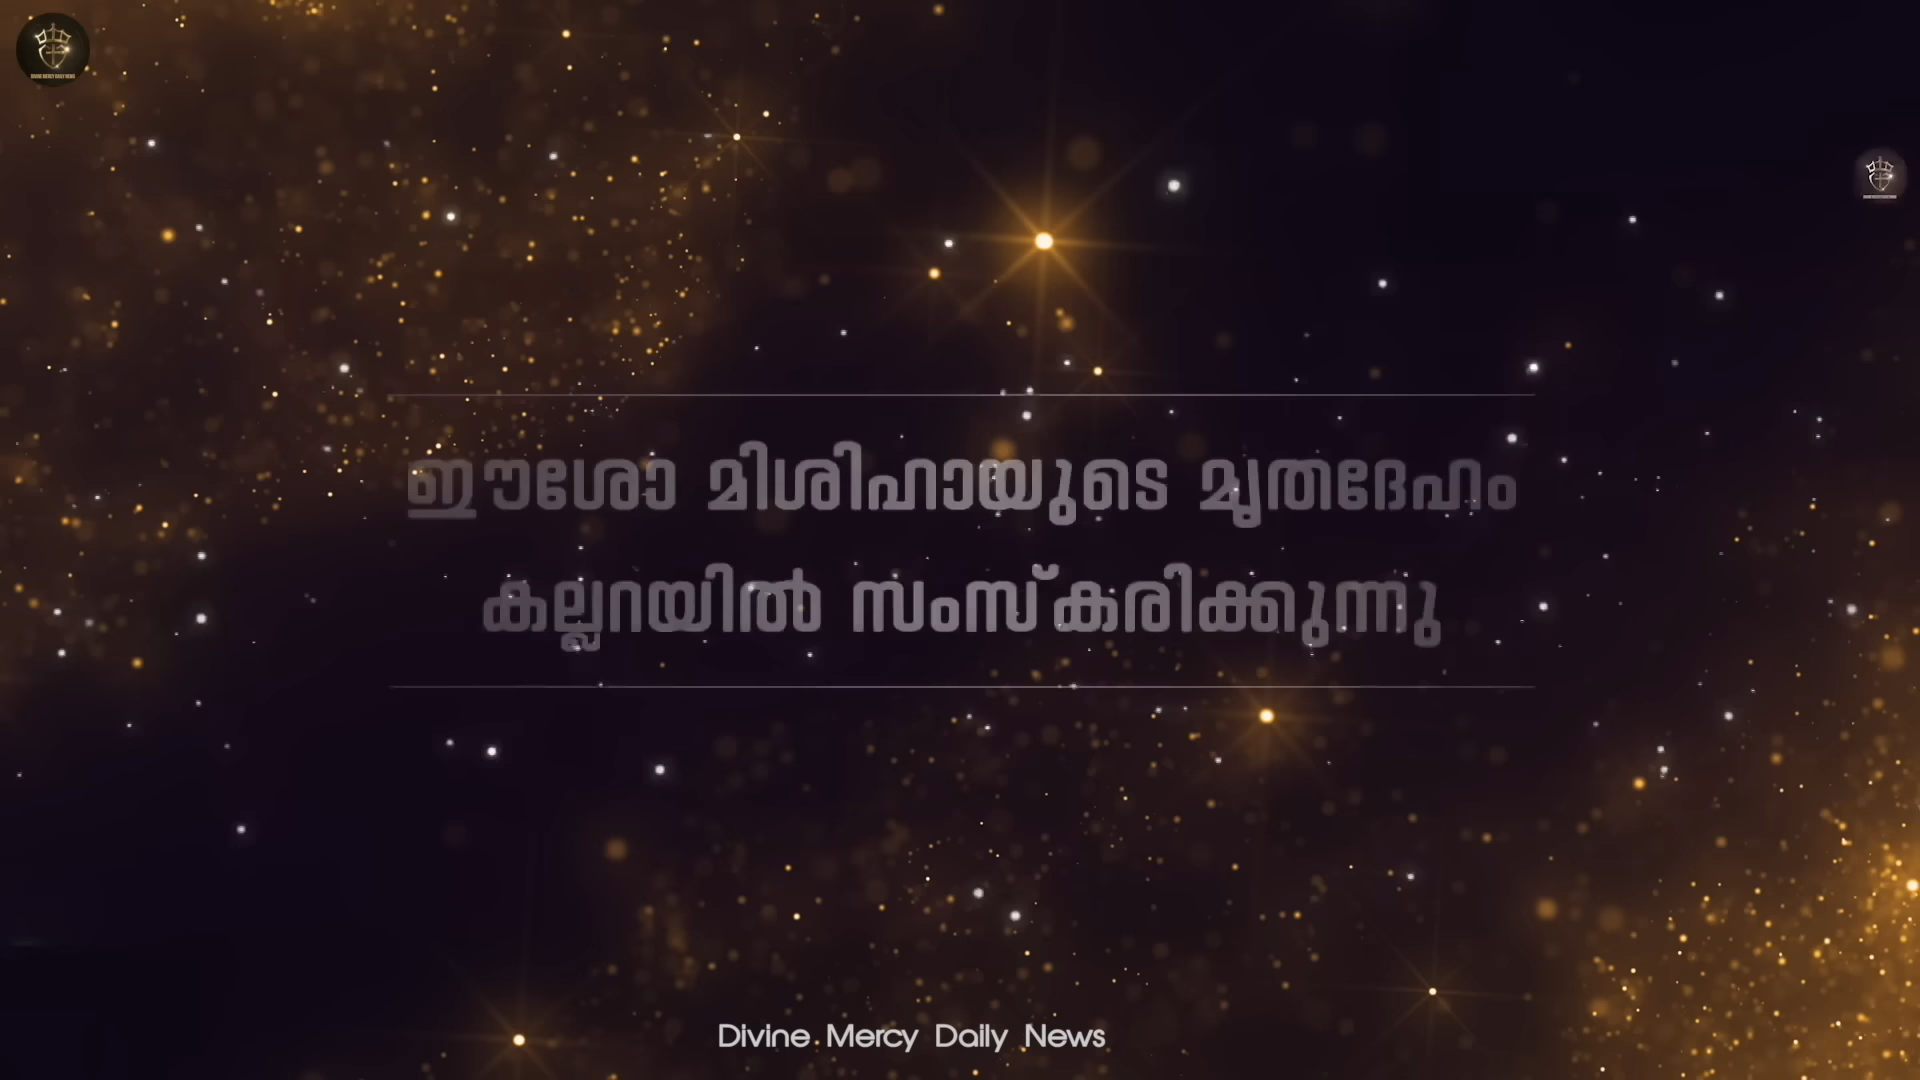 ഈശോ മിശിഹായുടെ മൃതദേഹം
കല്ലറയിൽ സംസ്കരിക്കുന്നു
Divine Mercy Daily News